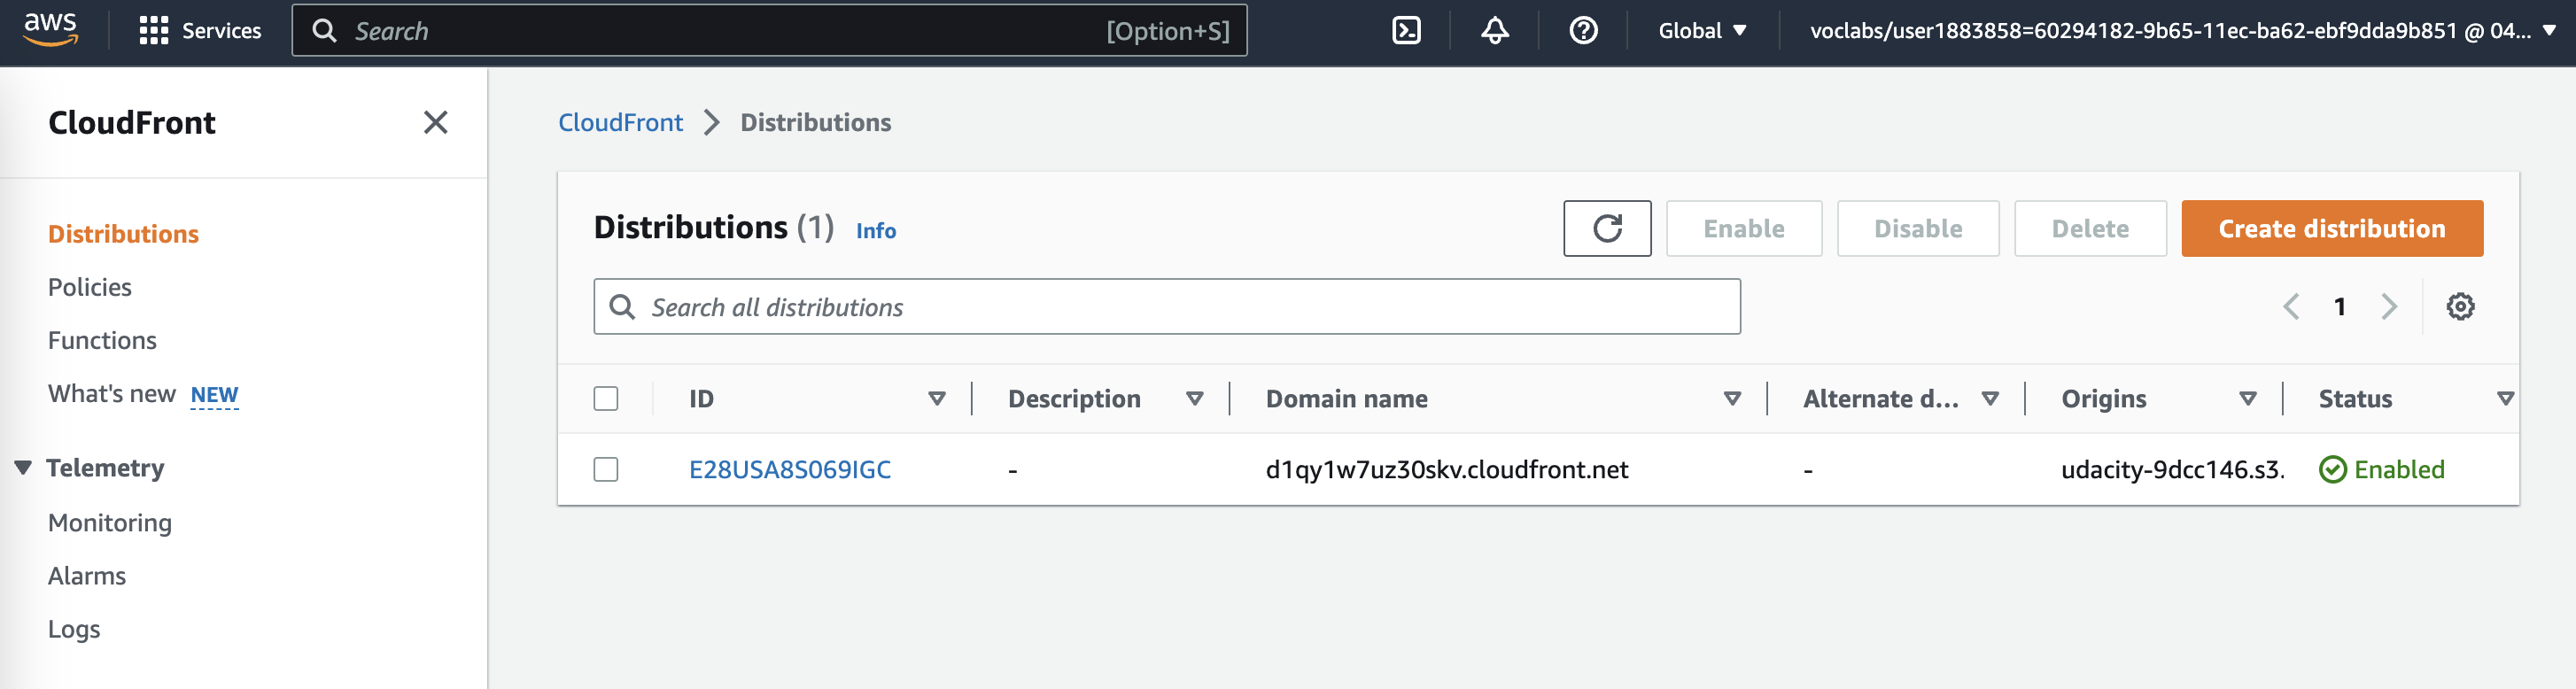 aws
Services
Search [Option+S]
Global
voclabs/user1883858=60294182-9b65-11ec-ba62-ebf9dda9b851 @ 04...
CloudFront
Distributions
Policies
Functions
What's new NEW
Telemetry
Monitoring
Alarms
Logs
CloudFront > Distributions
Distributions (1) Info
Enable
Disable
Delete
Create distribution
Search all distributions
1
ID Description Domain name Alternate d... Origins Status
E28USA8S069IGC - d1qy1w7uz30skv.cloudfront.net - udacity-9dcc146.s3. Enabled